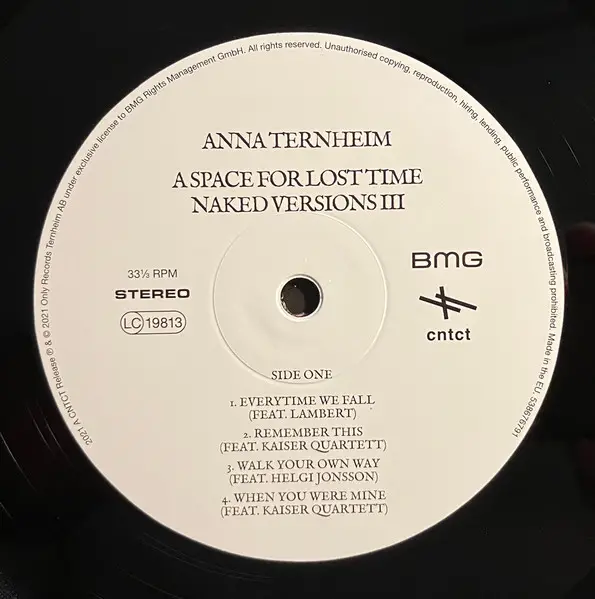 2021 A CNTCT Release ℗ & © 2021 Only Records Ternheim AB under exclusive license to BMG Rights Management GmbH. All rights reserved. Unauthorised copying, reproduction, hiring, lending, public performance and broadcasting prohibited. Made in the EU. 538676791
ANNA TERNHEIM
A SPACE FOR LOST TIME
NAKED VERSIONS III
33⅓ RPM
STEREO
LC 19813
BMG
cntct
SIDE ONE
1. EVERYTIME WE FALL
(FEAT. LAMBERT)
2. REMEMBER THIS
(FEAT. KAISER QUARTETT)
3. WALK YOUR OWN WAY
(FEAT. HELGI JONSSON)
4. WHEN YOU WERE MINE
(FEAT. KAISER QUARTETT)